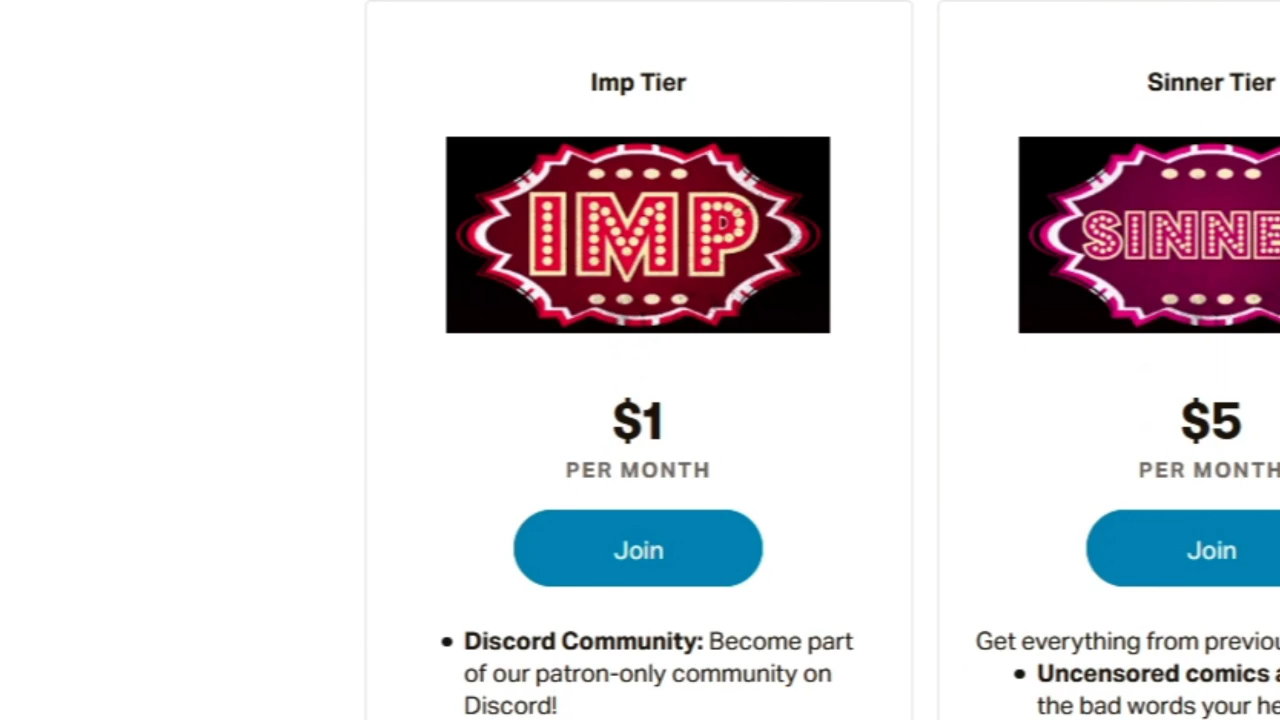 Imp Tier
IMP
$1
PER MONTH
Join
• Discord Community: Become part
of our patron-only community on
Discord!
Sinner Tier
SINNE
$5
PER MONTH
Join
Get everything from previou
• Uncensored comics a
the bad words your he